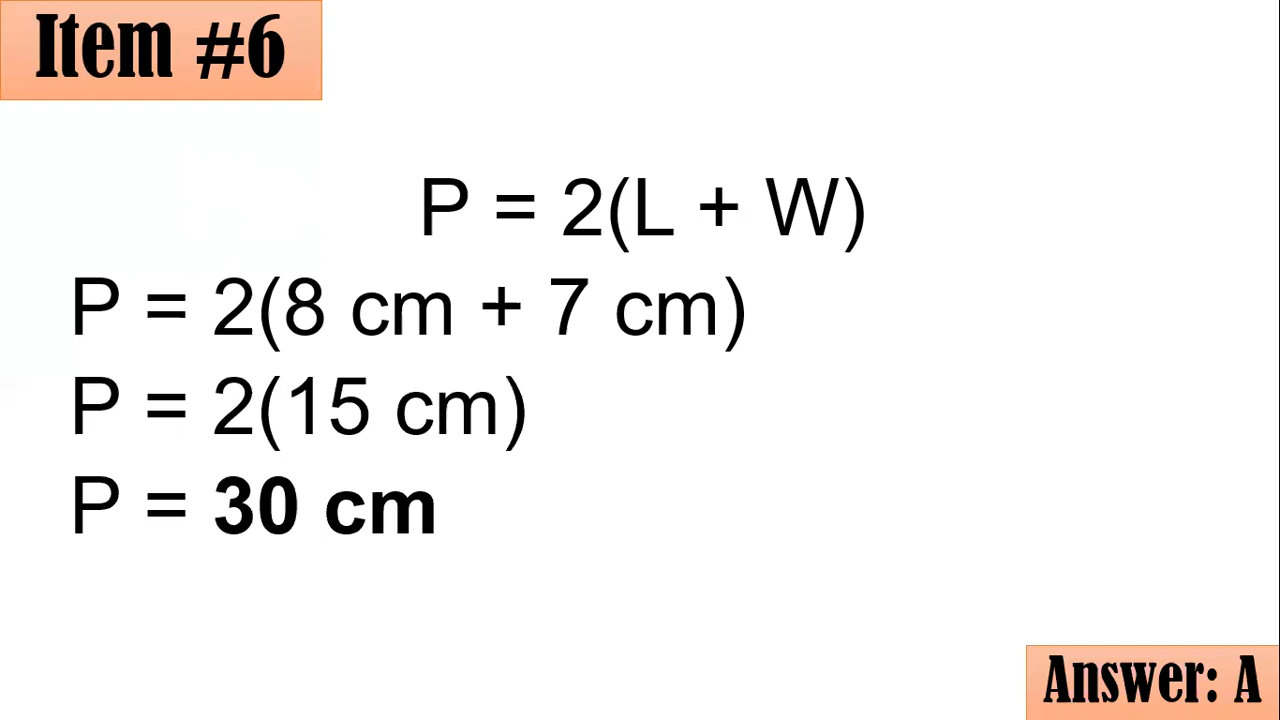 Item #6
P = 2(L + W)
P = 2(8 cm + 7 cm)
P = 2(15 cm)
P = 30 cm
Answer: A